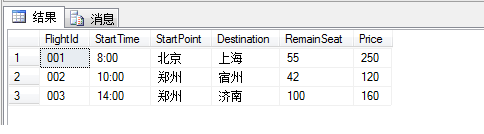 结果 消息
FlightId StartTime StartPoint Destination RemainSeat Price
1 001 8:00 北京 上海 55 250
2 002 10:00 郑州 宿州 42 120
3 003 14:00 郑州 济南 100 160